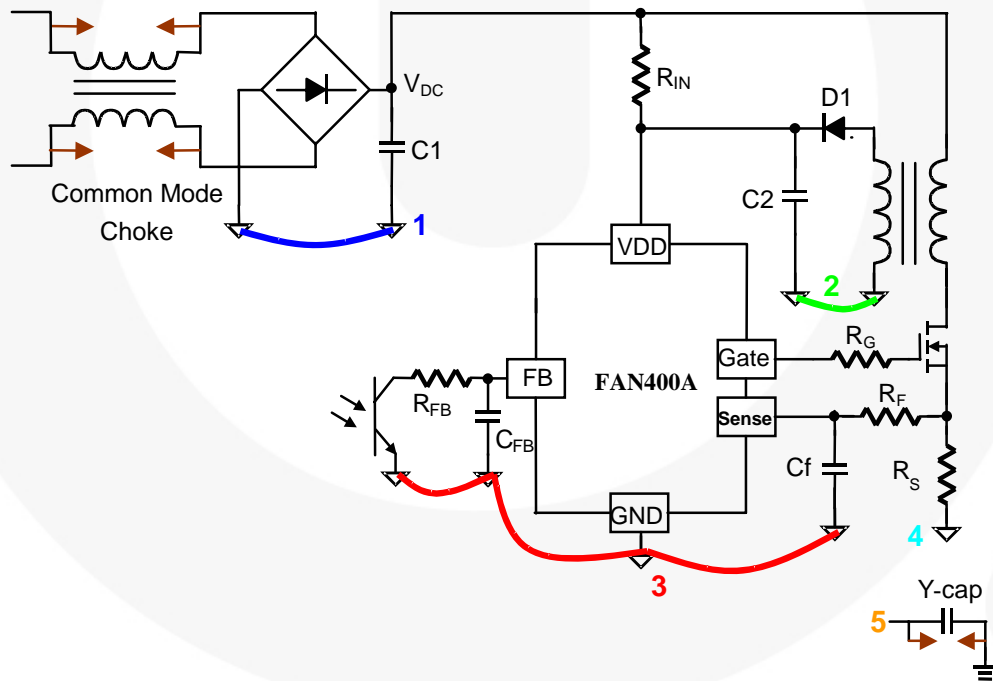 V_DC
R_IN
D1
C1
Common Mode
Choke
C2
1
VDD
2
R_G
Gate
FB
FAN400A
R_FB
R_F
Sense
C_FB
Cf
R_S
GND
4
3
Y-cap
5